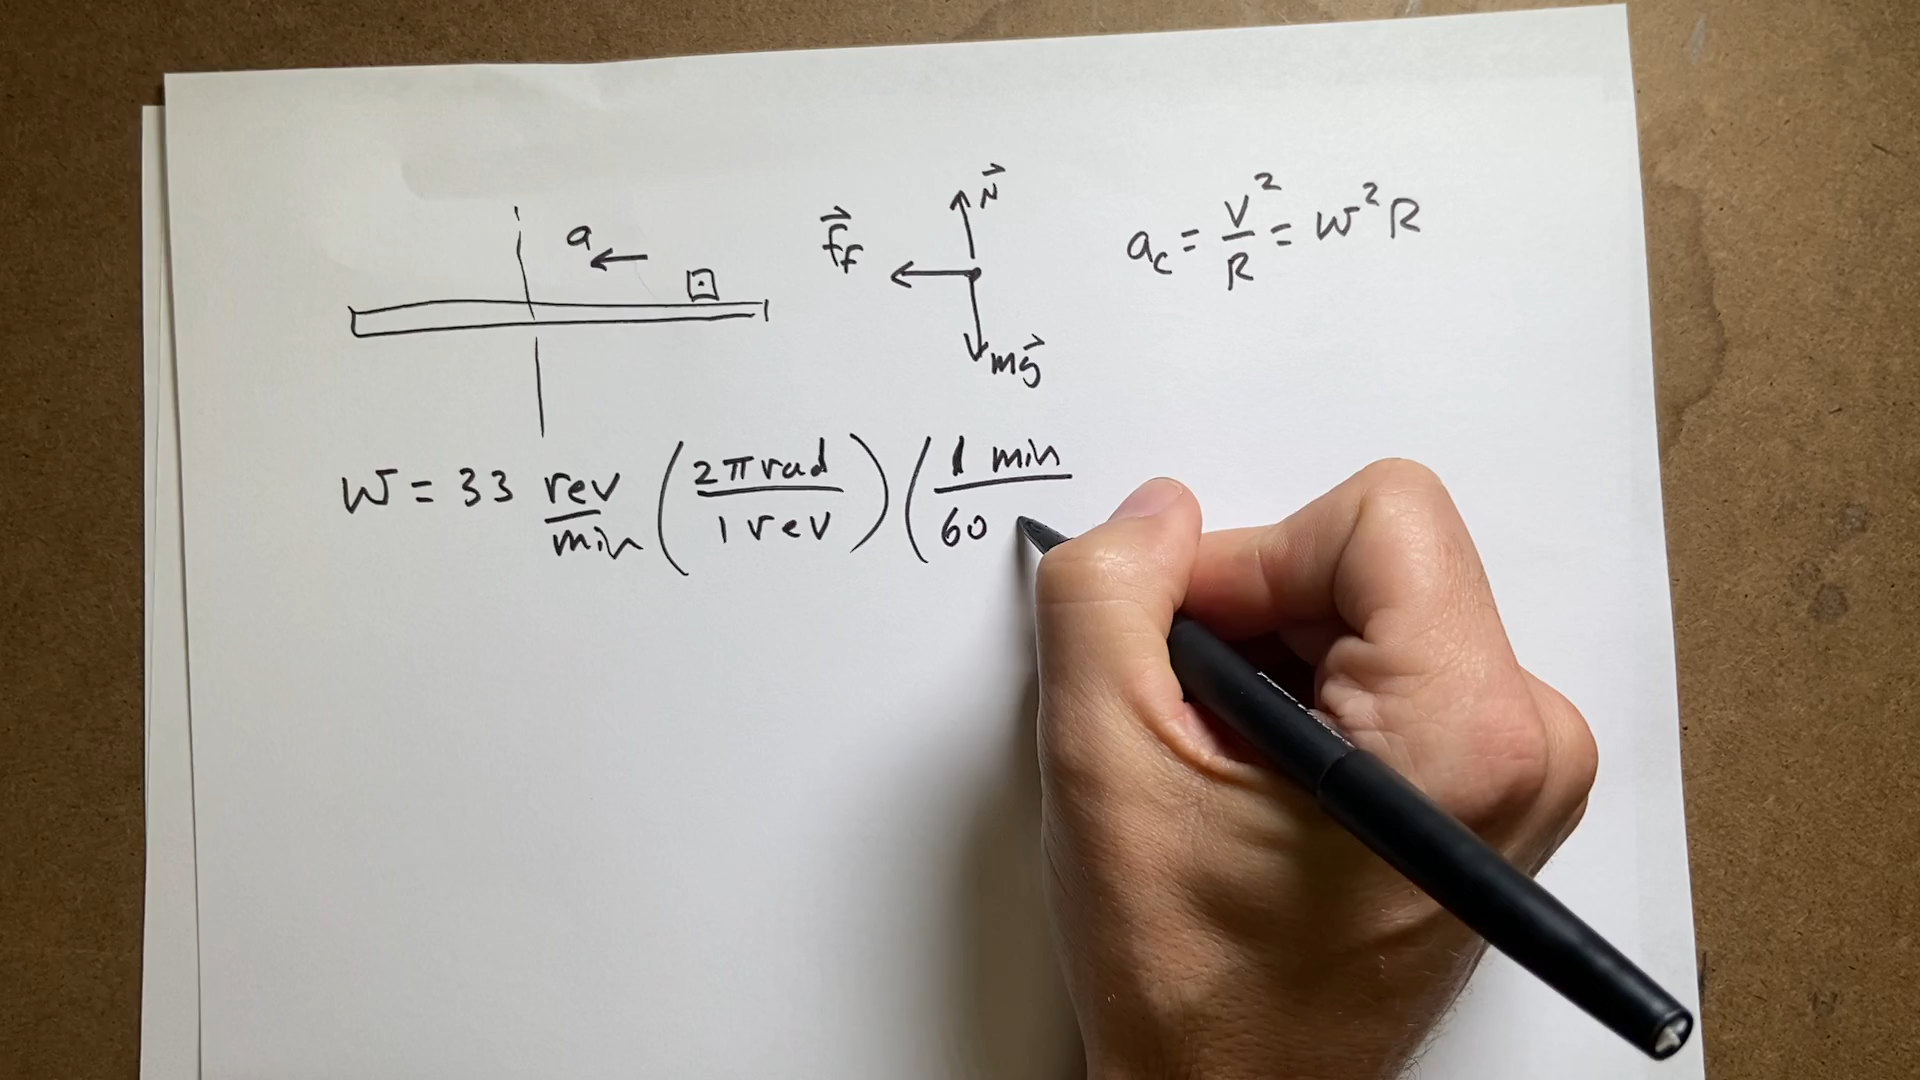 a
f⃗f
N⃗
mg⃗
ac = v²/R = ω²R
ω = 33 rev/min (2π rad/1 rev) (1 min/60